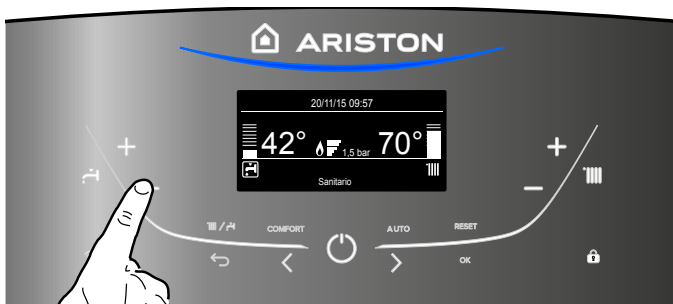 ARISTON
20/11/15 09:57
42° 1,5 bar 70°
Sanitario
+ +
- -
/ COMFORT AUTO RESET
OK